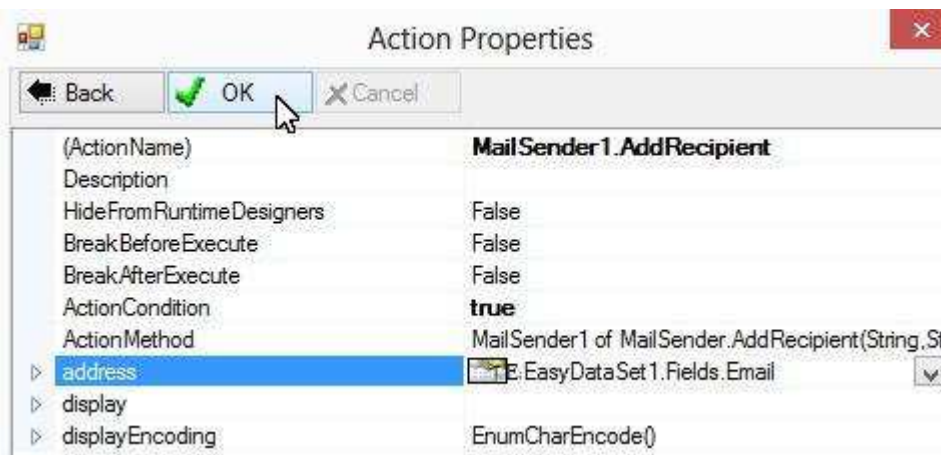 Action Properties
Back OK Cancel
(ActionName) MailSender1.AddRecipient
Description
HideFromRuntimeDesigners False
BreakBeforeExecute False
BreakAfterExecute False
ActionCondition true
ActionMethod MailSender1 of MailSender.AddRecipient(String,St
address E.EasyDataSet1.Fields.Email
display
displayEncoding EnumCharEncode()